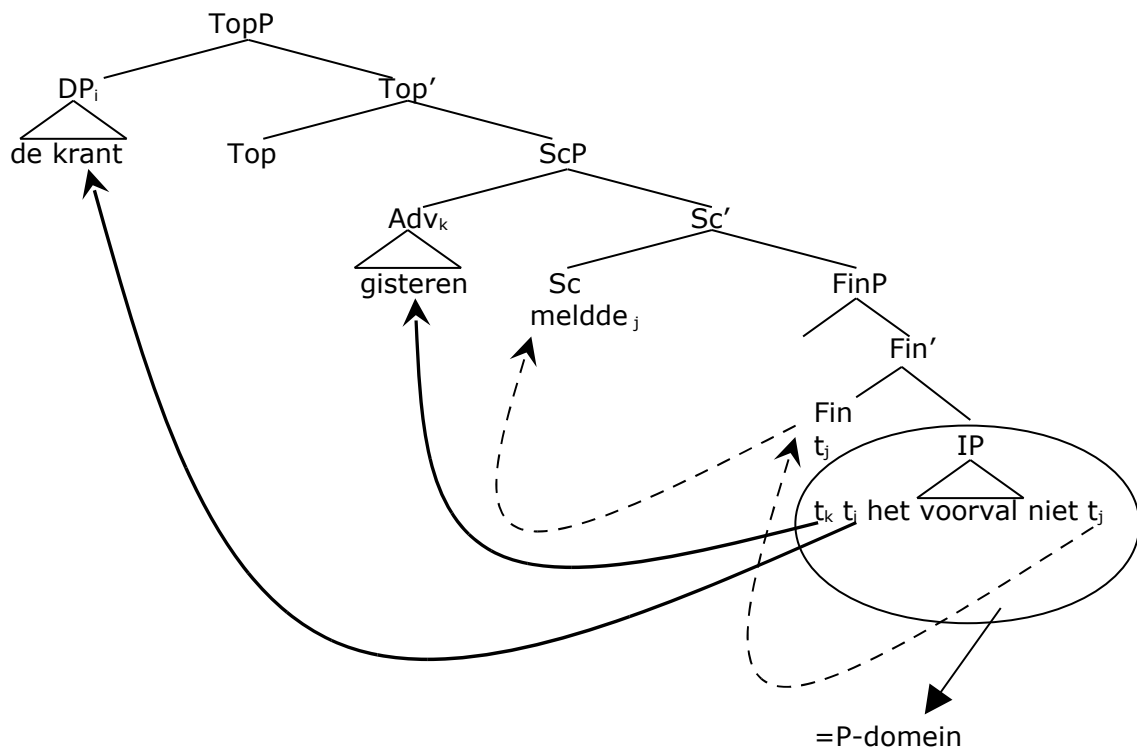 TopP
DPi Top′
de krant Top ScP
Advk Sc′
gisteren Sc FinP
meldde j
Fin′
Fin
tj IP
tk tj het voorval niet tj
=P-domein